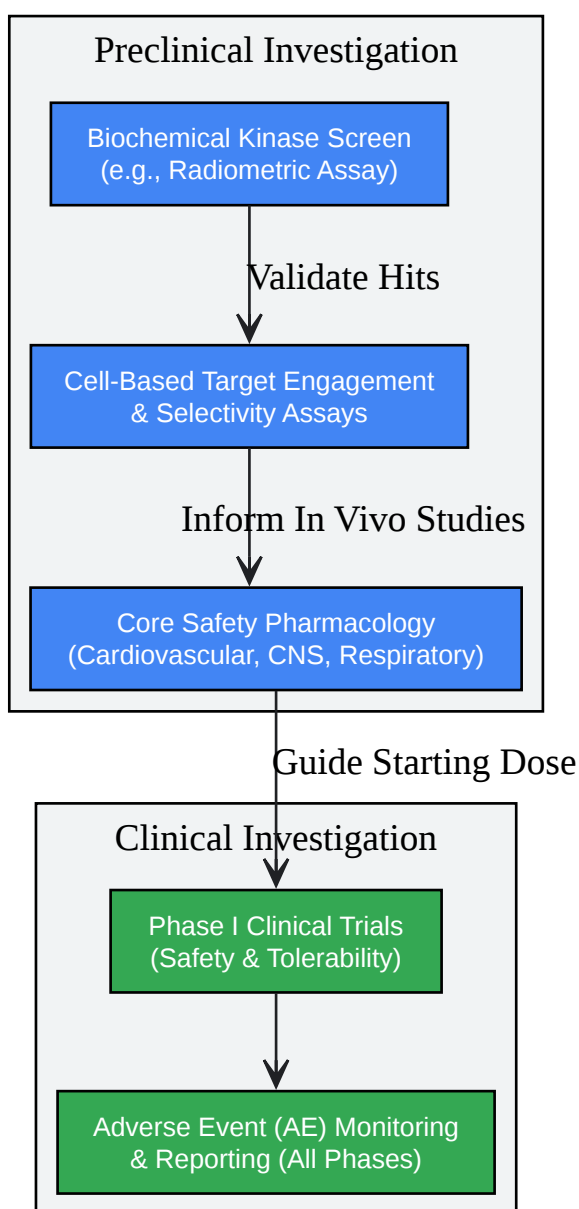 Preclinical Investigation
Biochemical Kinase Screen
(e.g., Radiometric Assay)
Validate Hits
Cell-Based Target Engagement
& Selectivity Assays
Inform In Vivo Studies
Core Safety Pharmacology
(Cardiovascular, CNS, Respiratory)
Guide Starting Dose
Clinical Investigation
Phase I Clinical Trials
(Safety & Tolerability)
Adverse Event (AE) Monitoring
& Reporting (All Phases)